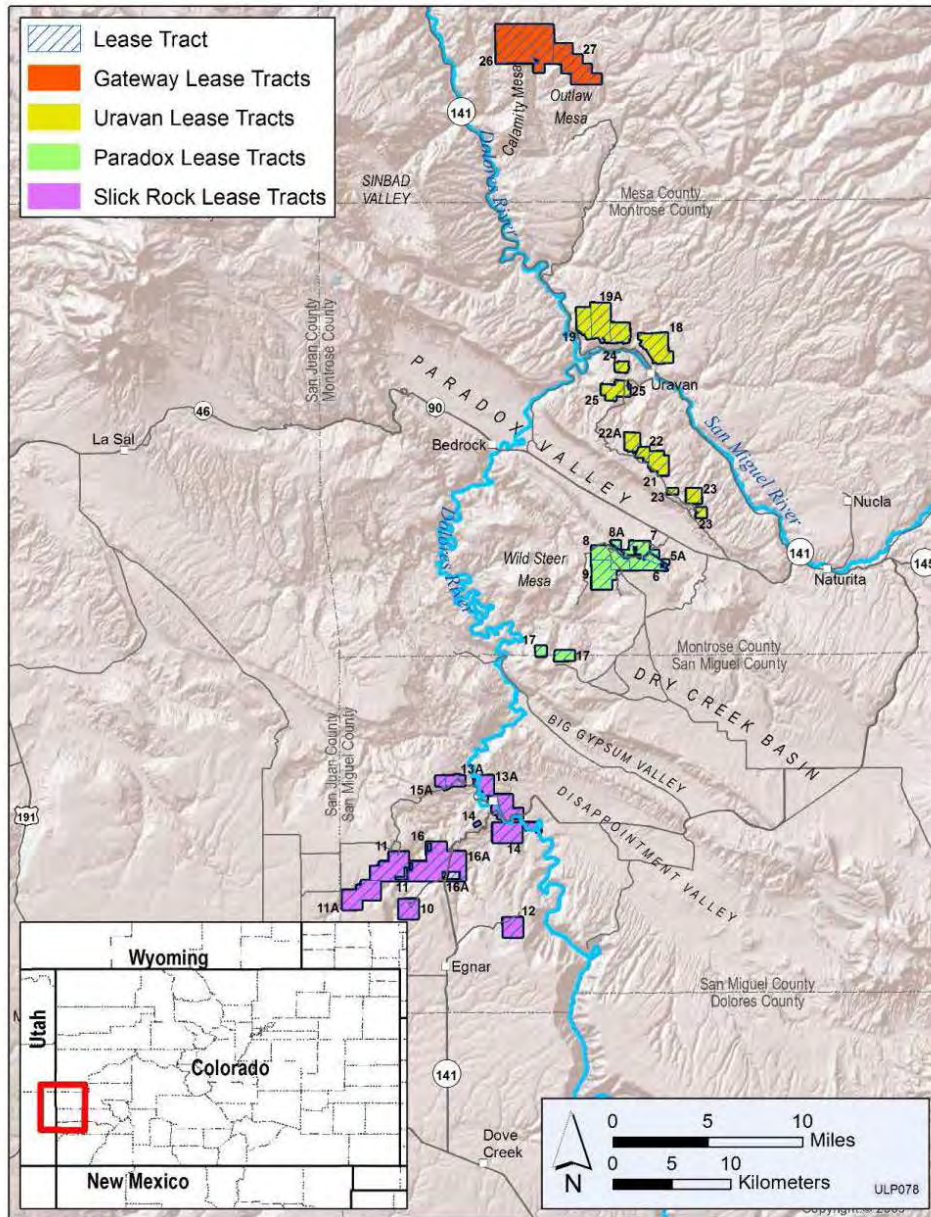 Lease Tract
Gateway Lease Tracts
Uravan Lease Tracts
Paradox Lease Tracts
Slick Rock Lease Tracts
26
27
Calamity Mesa
Outlaw
Mesa
141
Dolores River
SINBAD
VALLEY
Mesa County
Montrose County
19A
19
18
24
Uravan
25
25
San Juan County
Montrose County
PARADOX VALLEY
90
46
La Sal
Bedrock
22A
22
21
23
23
23
San Miguel River
Nucla
141
145
Naturita
Dolores River
Wild Steer
Mesa
8
8A
7
5A
9
6
17
17
Montrose County
San Miguel County
DRY CREEK BASIN
BIG GYPSUM VALLEY
DISAPPOINTMENT VALLEY
San Juan County
San Miguel County
191
13A
13A
15A
14
14
16
16A
11
11
16A
11A
10
12
Egnar
San Miguel County
Dolores County
141
Dove
Creek
Wyoming
Utah
Colorado
New Mexico
N
0 5 10
Miles
0 5 10
Kilometers
ULP078